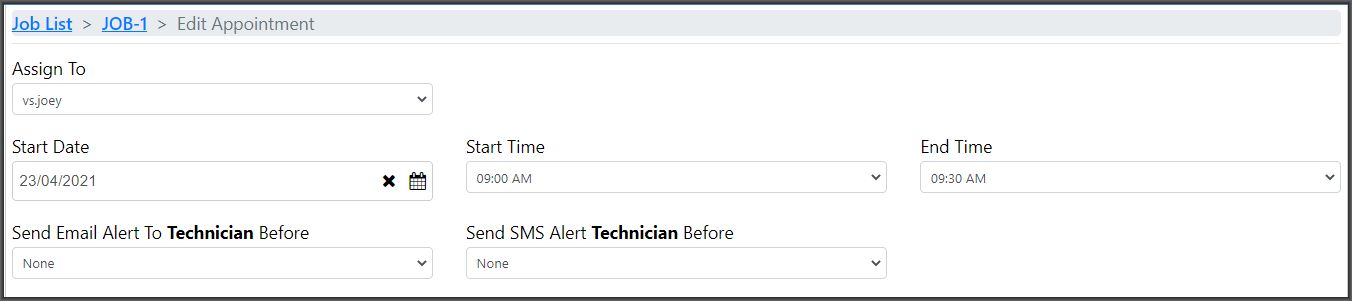 Job List > JOB-1 > Edit Appointment
Assign To
vs.joey
Start Date Start Time End Time
23/04/2021 09:00 AM 09:30 AM
Send Email Alert To Technician Before Send SMS Alert Technician Before
None None